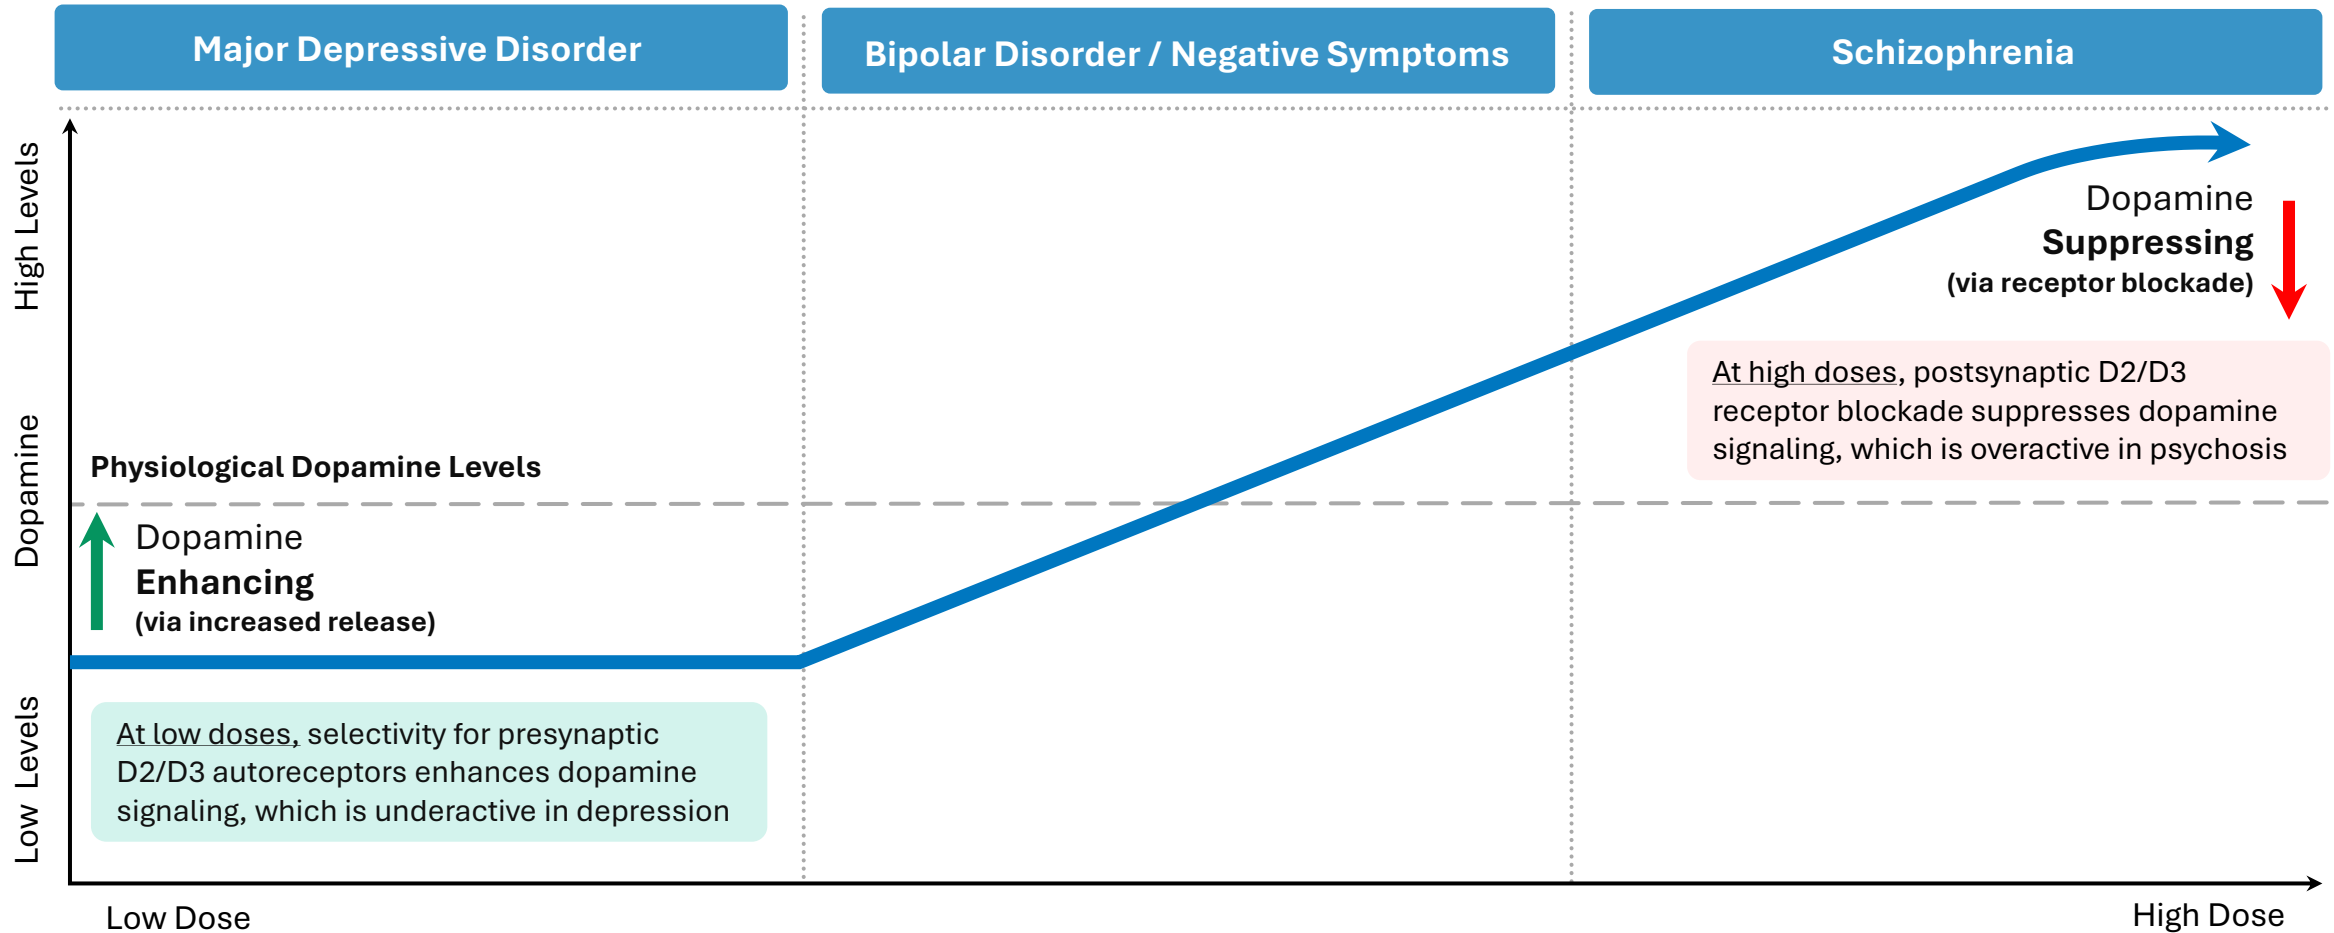 Major Depressive Disorder
Bipolar Disorder / Negative Symptoms
Schizophrenia
High Levels
Dopamine
Low Levels
Dopamine
Suppressing
(via receptor blockade)
At high doses, postsynaptic D2/D3
receptor blockade suppresses dopamine
signaling, which is overactive in psychosis
Physiological Dopamine Levels
Dopamine
Enhancing
(via increased release)
At low doses, selectivity for presynaptic
D2/D3 autoreceptors enhances dopamine
signaling, which is underactive in depression
Low Dose
High Dose